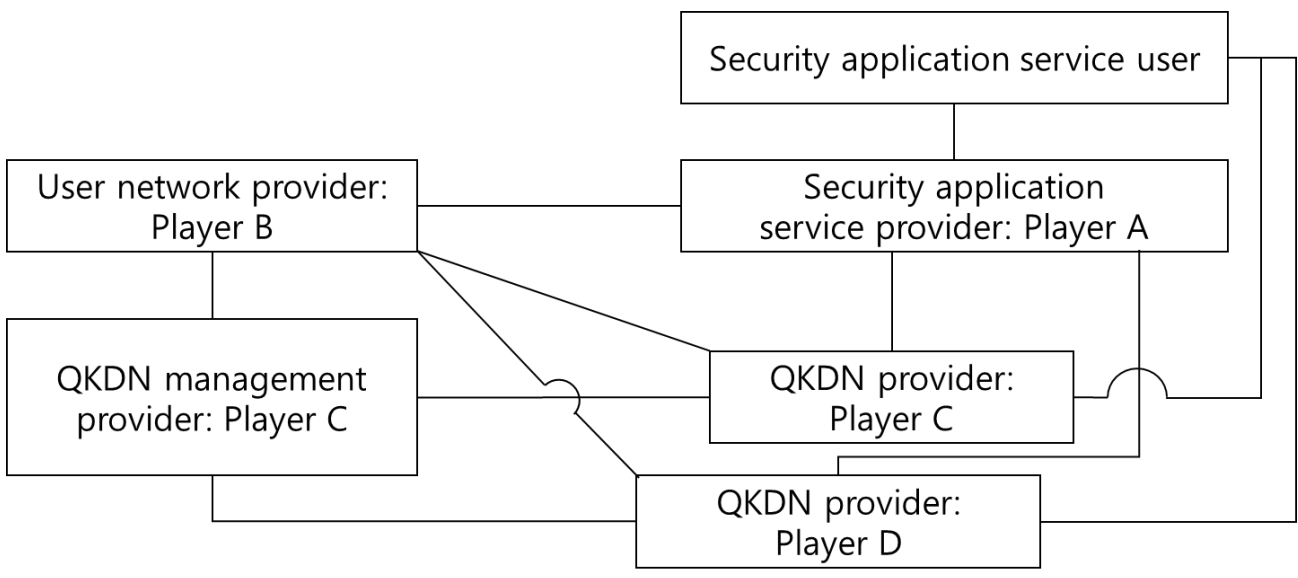 Security application service user
User network provider:
Player B
Security application
service provider: Player A
QKDN management
provider: Player C
QKDN provider:
Player C
QKDN provider:
Player D